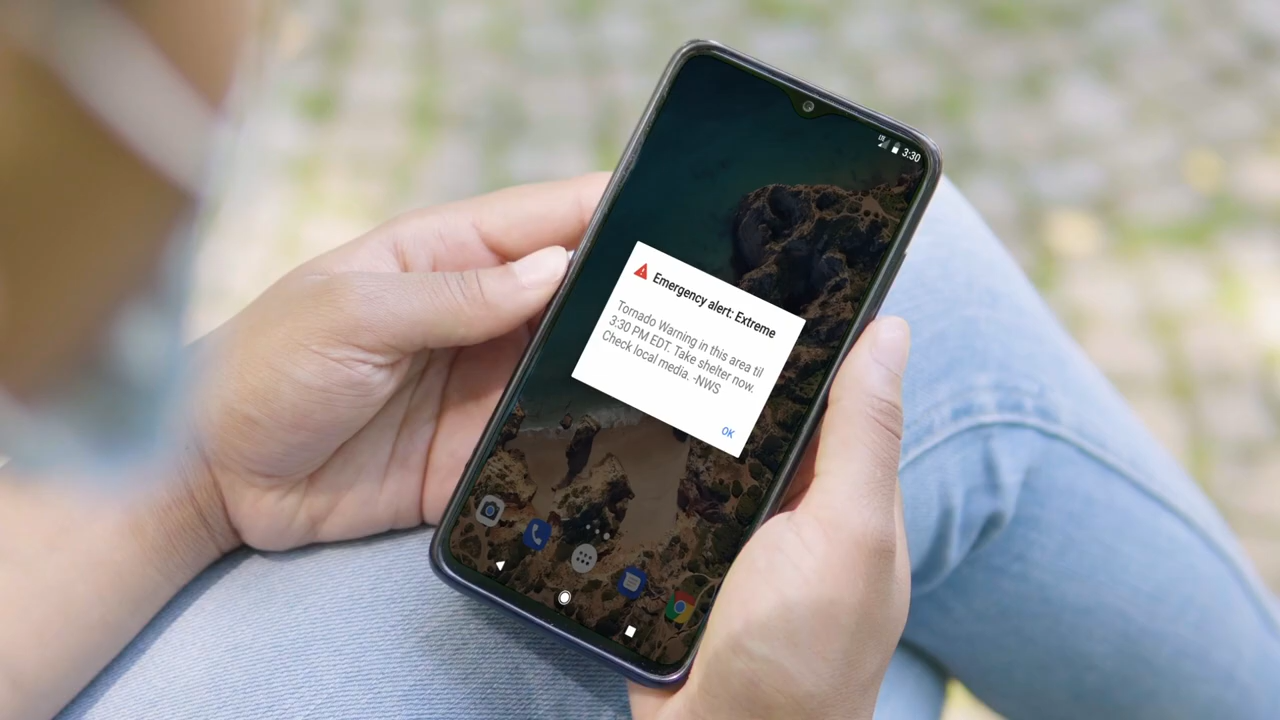 LTE 3:30
Emergency alert: Extreme
Tornado Warning in this area til
3:30 PM EDT. Take shelter now.
Check local media. -NWS
OK